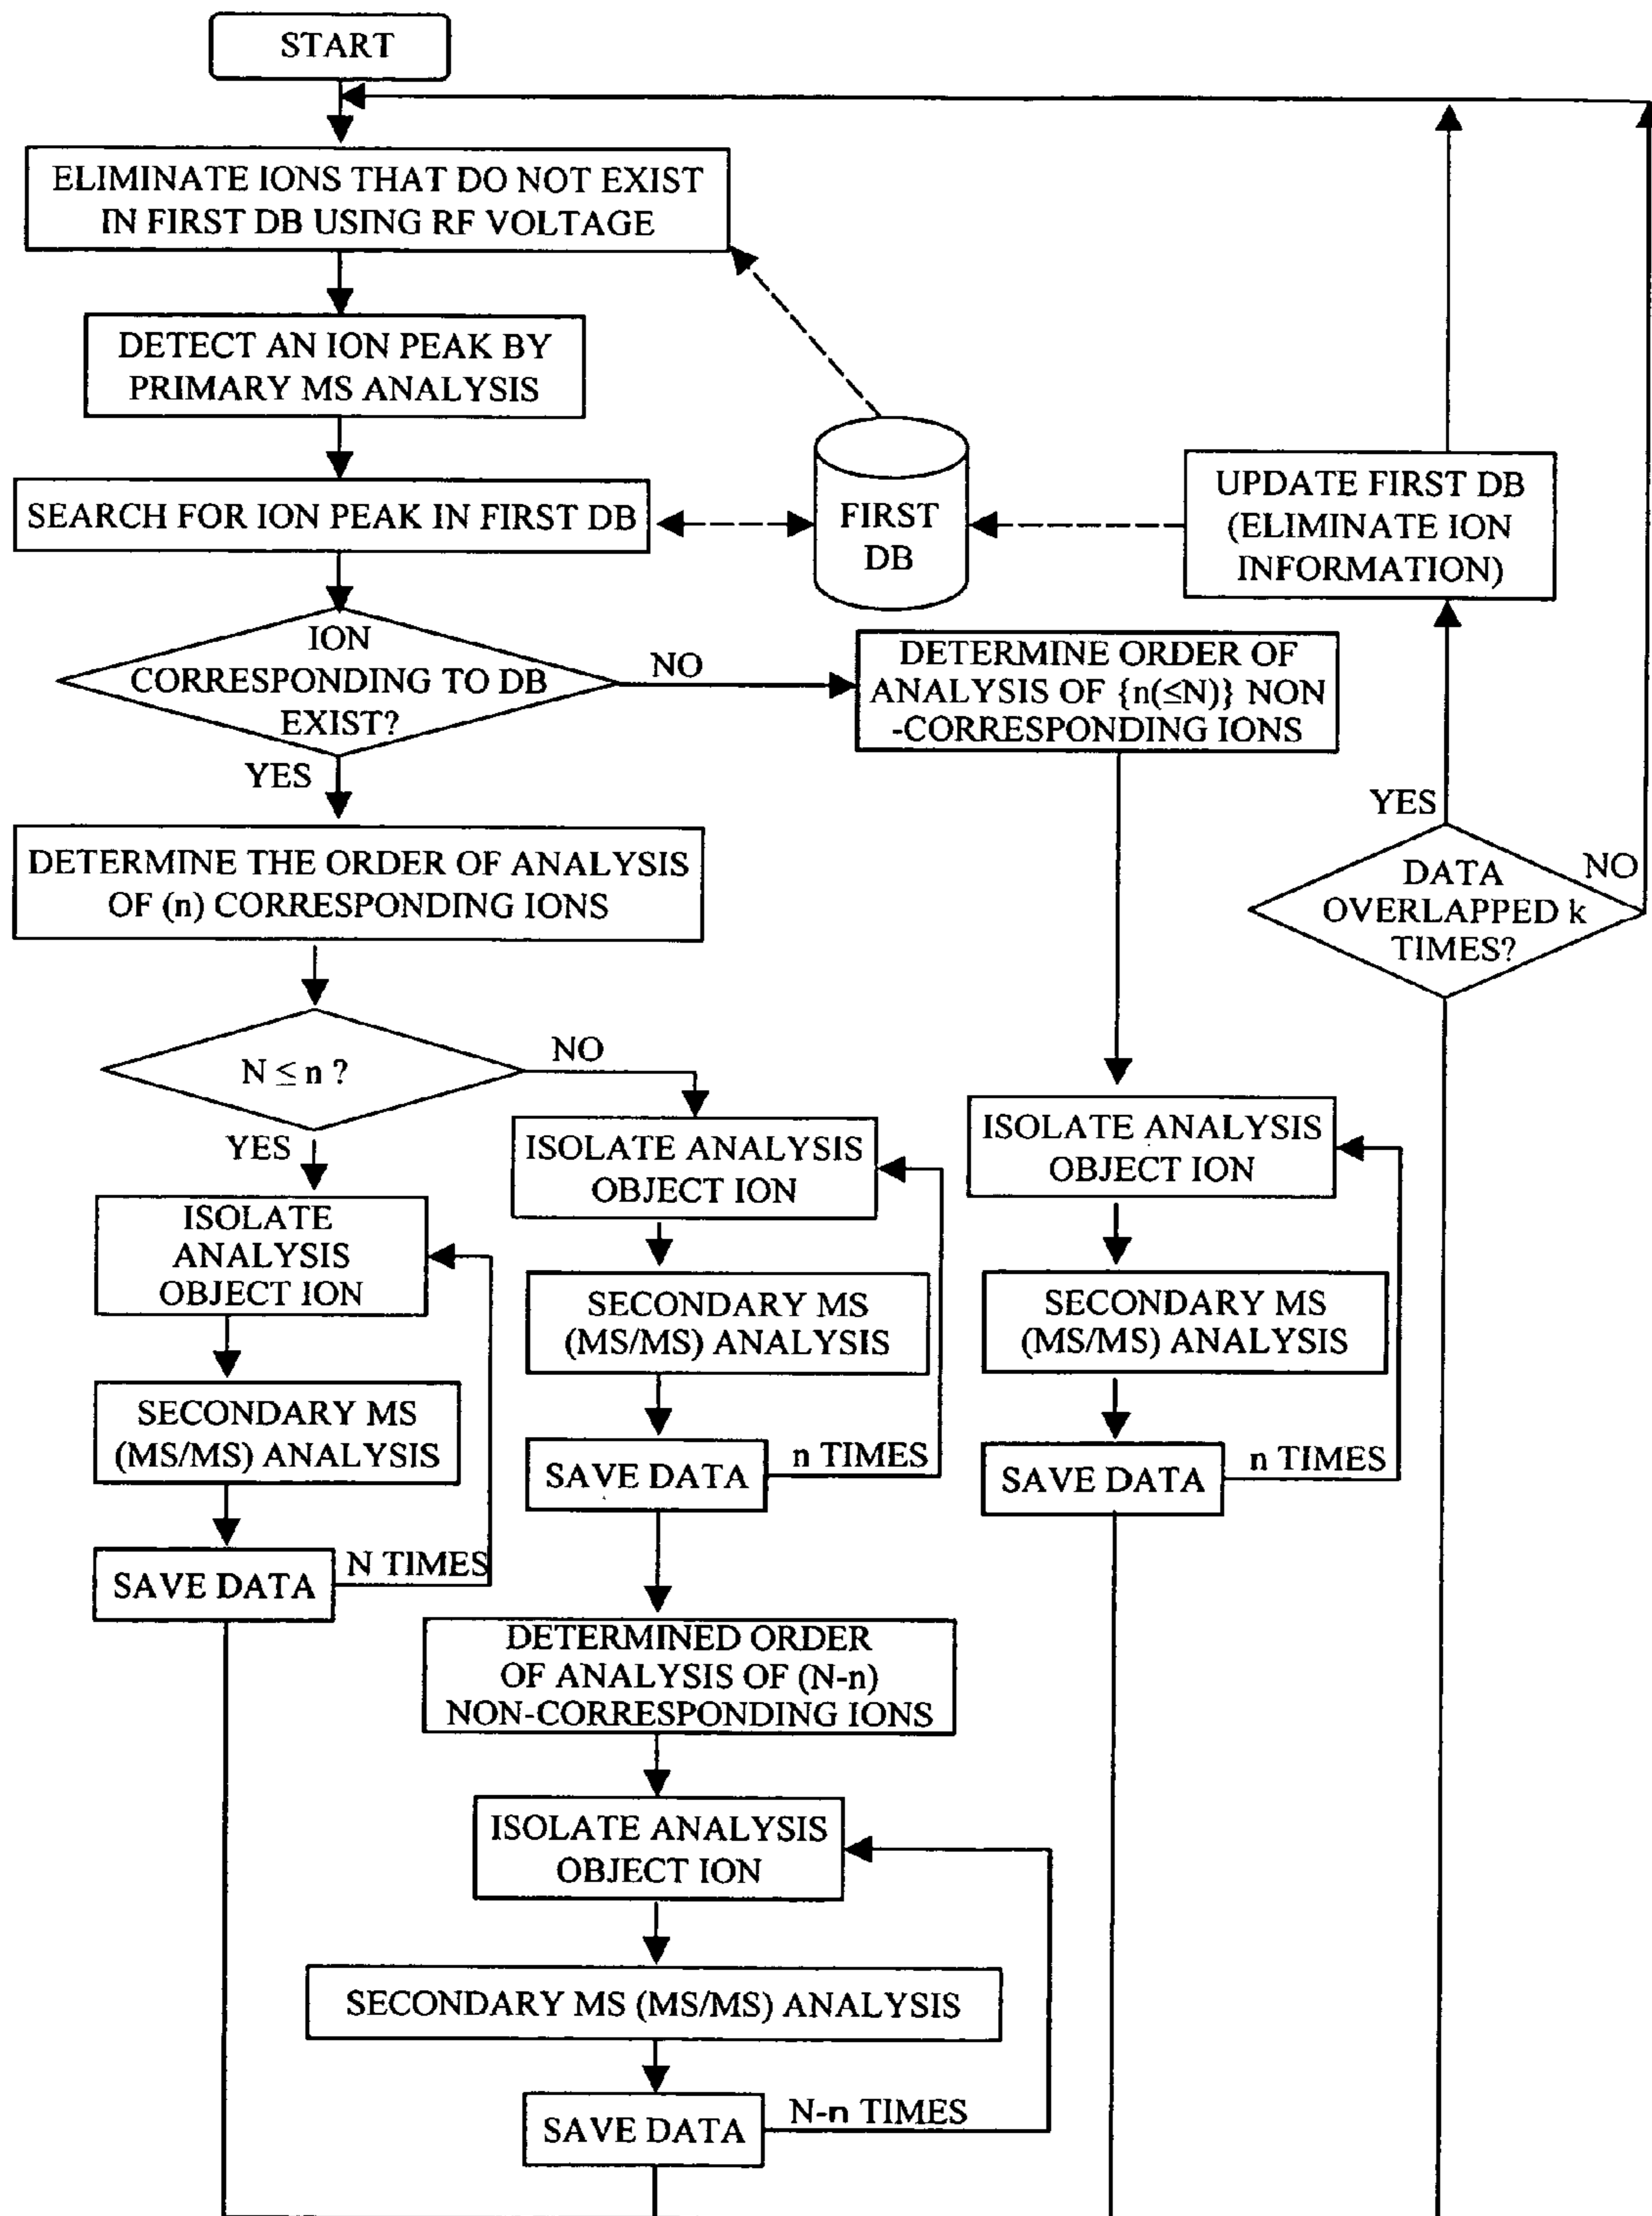 START
ELIMINATE IONS THAT DO NOT EXIST
IN FIRST DB USING RF VOLTAGE
DETECT AN ION PEAK BY
PRIMARY MS ANALYSIS
SEARCH FOR ION PEAK IN FIRST DB
FIRST
DB
UPDATE FIRST DB
(ELIMINATE ION
INFORMATION)
ION
CORRESPONDING TO DB
EXIST?
NO
DETERMINE ORDER OF
ANALYSIS OF {n(≤N)} NON
-CORRESPONDING IONS
YES
YES
DATA
OVERLAPPED k
TIMES?
NO
DETERMINE THE ORDER OF ANALYSIS
OF (n) CORRESPONDING IONS
N ≤ n ?
NO
YES
ISOLATE
ANALYSIS
OBJECT ION
SECONDARY MS
(MS/MS) ANALYSIS
SAVE DATA
N TIMES
ISOLATE ANALYSIS
OBJECT ION
SECONDARY MS
(MS/MS) ANALYSIS
SAVE DATA
n TIMES
ISOLATE ANALYSIS
OBJECT ION
SECONDARY MS
(MS/MS) ANALYSIS
SAVE DATA
n TIMES
DETERMINED ORDER
OF ANALYSIS OF (N-n)
NON-CORRESPONDING IONS
ISOLATE ANALYSIS
OBJECT ION
SECONDARY MS (MS/MS) ANALYSIS
SAVE DATA
N-n TIMES